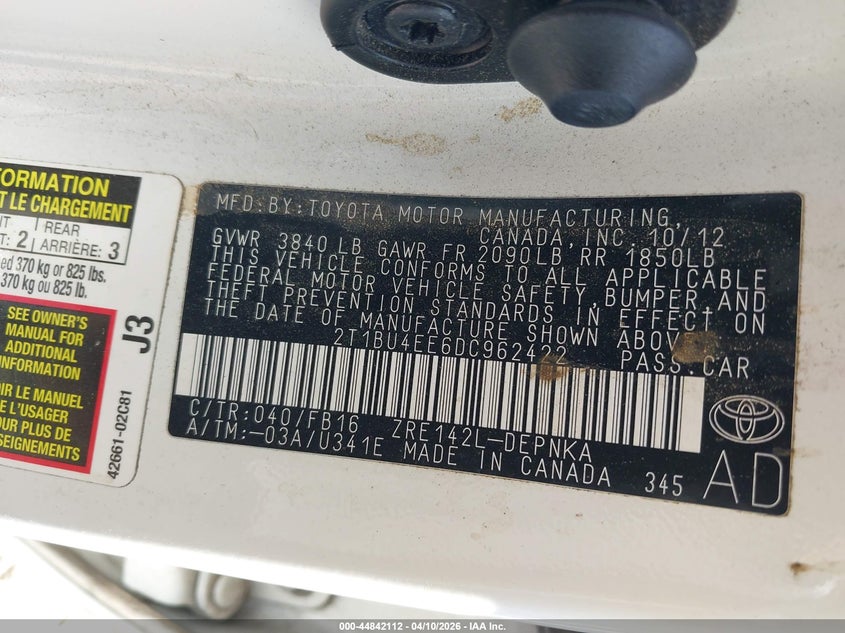 FORMATION
T LE CHARGEMENT
NT REAR
T: 2 ARRIÈRE: 3
ed 370 kg or 825 lbs.
370 kg ou 825 lb.
SEE OWNER'S
MANUAL FOR
ADDITIONAL
INFORMATION
IR LE MANUEL
E L'USAGER
OUR PLUS DE
SEIGNEMENTS
J3
42661-02C81
MFD.BY:TOYOTA MOTOR MANUFACTURING,
CANADA, INC. 10/12
GVWR 3840 LB GAWR FR 2090LB RR 1850LB
THIS VEHICLE CONFORMS TO ALL APPLICABLE
FEDERAL MOTOR VEHICLE SAFETY,BUMPER,AND
THEFT PREVENTION STANDARDS IN EFFECT ON
THE DATE OF MANUFACTURE SHOWN ABOVE.
2T1BU4EE6DC962422 PASS.CAR
C/TR:040/FB16 ZRE142L-DEPNKA
A/TM:-03A/U341E MADE IN CANADA 345
AD
000-44842112 - 04/10/2026 - IAA Inc.